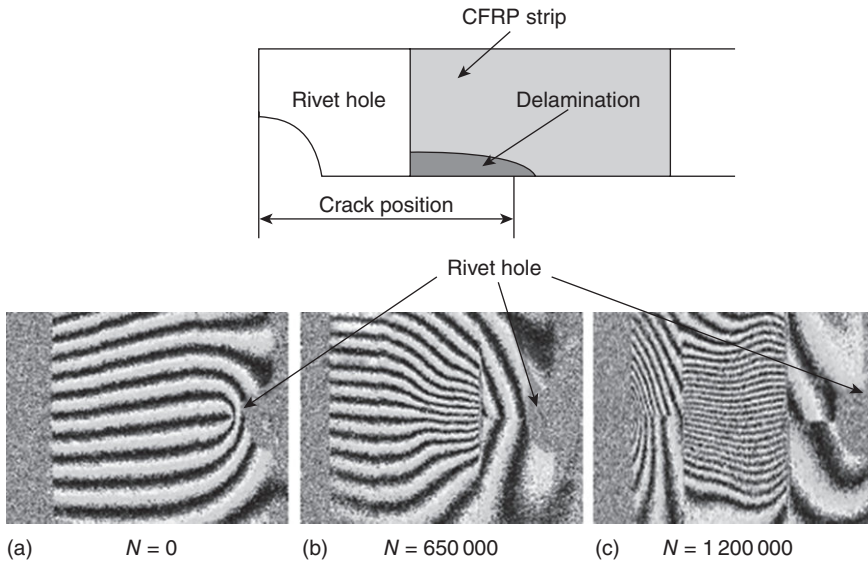 CFRP strip
Rivet hole
Delamination
Crack position
Rivet hole
(a) N = 0 (b) N = 650 000 (c) N = 1 200 000